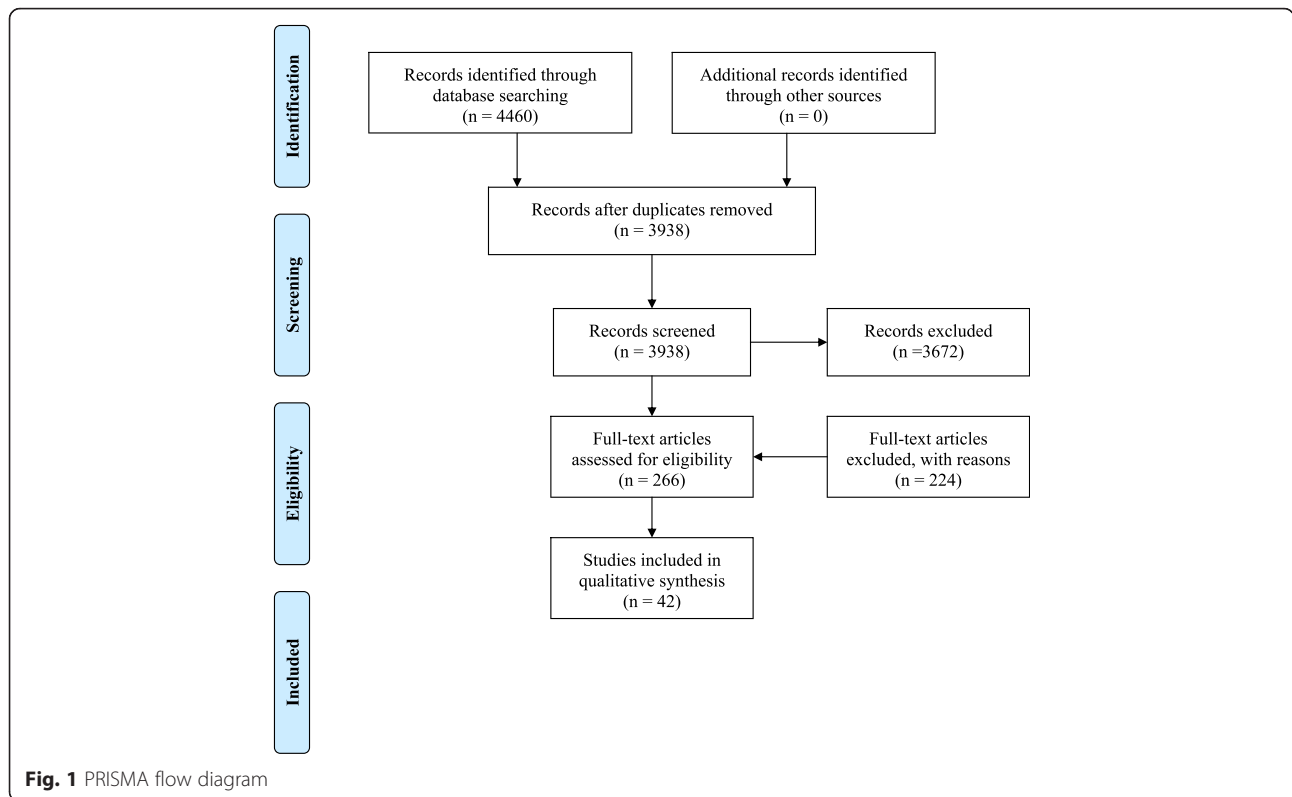 Identification
Records identified through
database searching
(n = 4460)
Additional records identified
through other sources
(n = 0)
Records after duplicates removed
(n = 3938)
Screening
Records screened
(n = 3938)
Records excluded
(n =3672)
Eligibility
Full-text articles
assessed for eligibility
(n = 266)
Full-text articles
excluded, with reasons
(n = 224)
Studies included in
qualitative synthesis
(n = 42)
Included
Fig. 1 PRISMA flow diagram